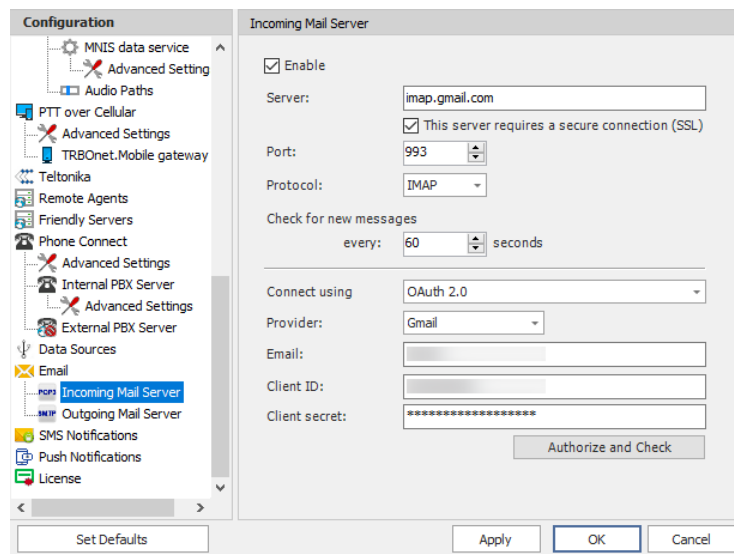 Configuration
MNIS data service
Advanced Setting
Audio Paths
PTT over Cellular
Advanced Settings
TRBOnet.Mobile gateway
Teltonika
Remote Agents
Friendly Servers
Phone Connect
Advanced Settings
Internal PBX Server
Advanced Settings
External PBX Server
Data Sources
Email
POP3 Incoming Mail Server
SMTP Outgoing Mail Server
SMS Notifications
Push Notifications
License
Set Defaults
Incoming Mail Server
Enable
Server: imap.gmail.com
This server requires a secure connection (SSL)
Port: 993
Protocol: IMAP
Check for new messages
every: 60 seconds
Connect using OAuth 2.0
Provider: Gmail
Email:
Client ID:
Client secret: ******************
Authorize and Check
Apply OK Cancel